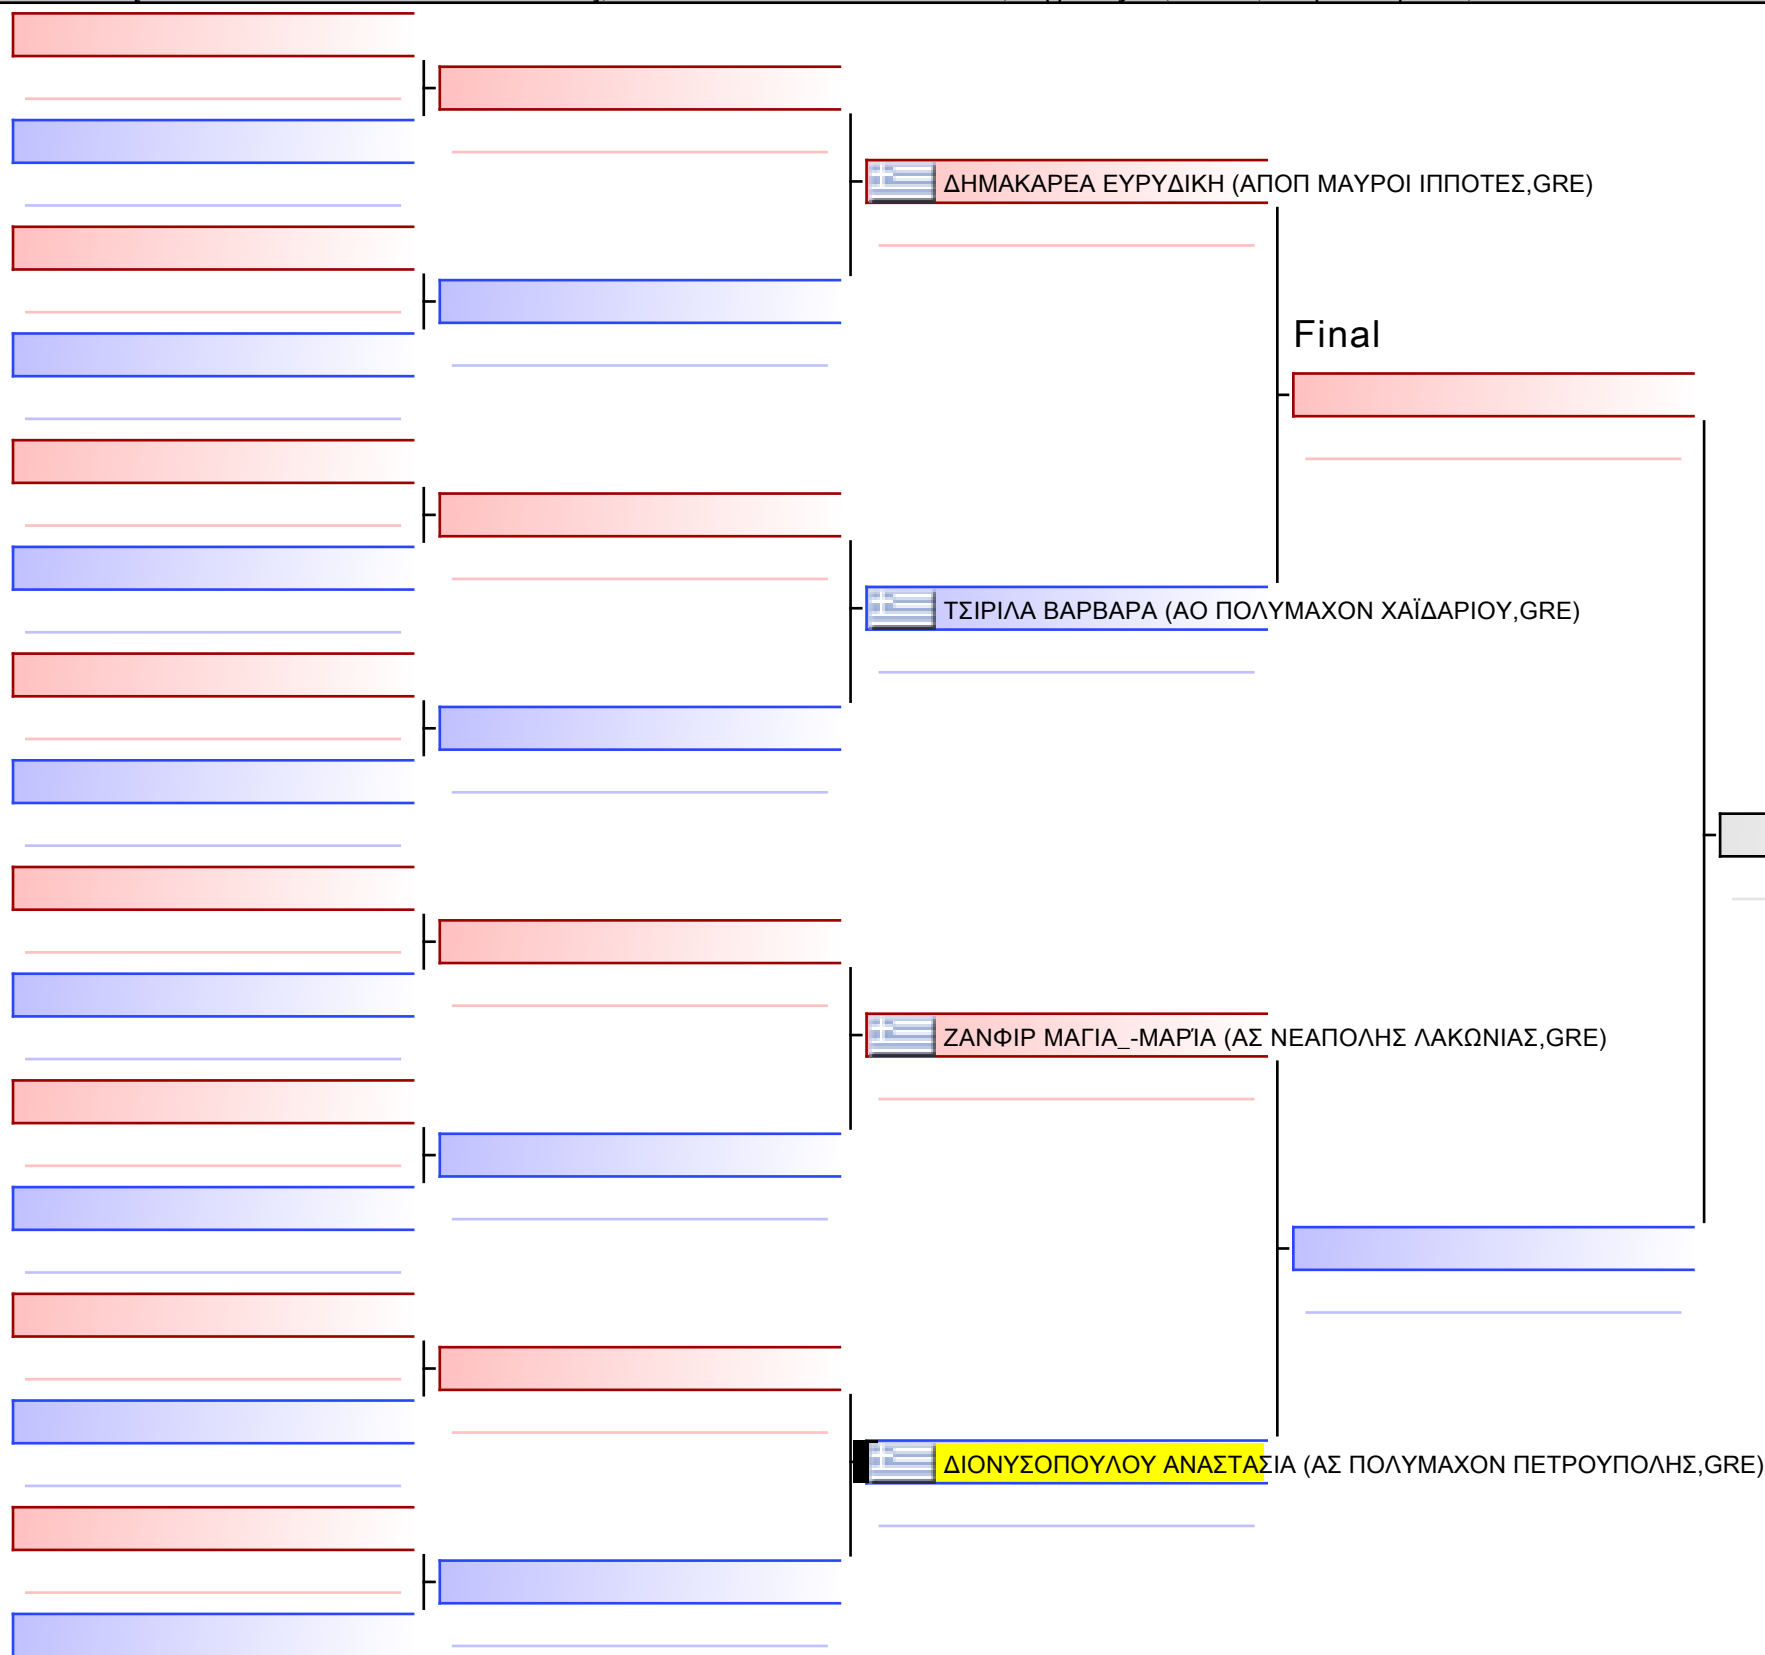 ΔΗΜΑΚΑΡΕΑ ΕΥΡΥΔΙΚΗ (ΑΠΟΠ ΜΑΥΡΟΙ ΙΠΠΟΤΕΣ,GRE)
Final
ΤΣΙΡΙΛΑ ΒΑΡΒΑΡΑ (ΑΟ ΠΟΛΥΜΑΧΟΝ ΧΑΪΔΑΡΙΟΥ,GRE)
ΖΑΝΦΙΡ ΜΑΓΙΑ_-ΜΑΡΊΑ (ΑΣ ΝΕΑΠΟΛΗΣ ΛΑΚΩΝΙΑΣ,GRE)
ΔΙΟΝΥΣΟΠΟΥΛΟΥ ΑΝΑΣΤΑΣΙΑ (ΑΣ ΠΟΛΥΜΑΧΟΝ ΠΕΤΡΟΥΠΟΛΗΣ,GRE)